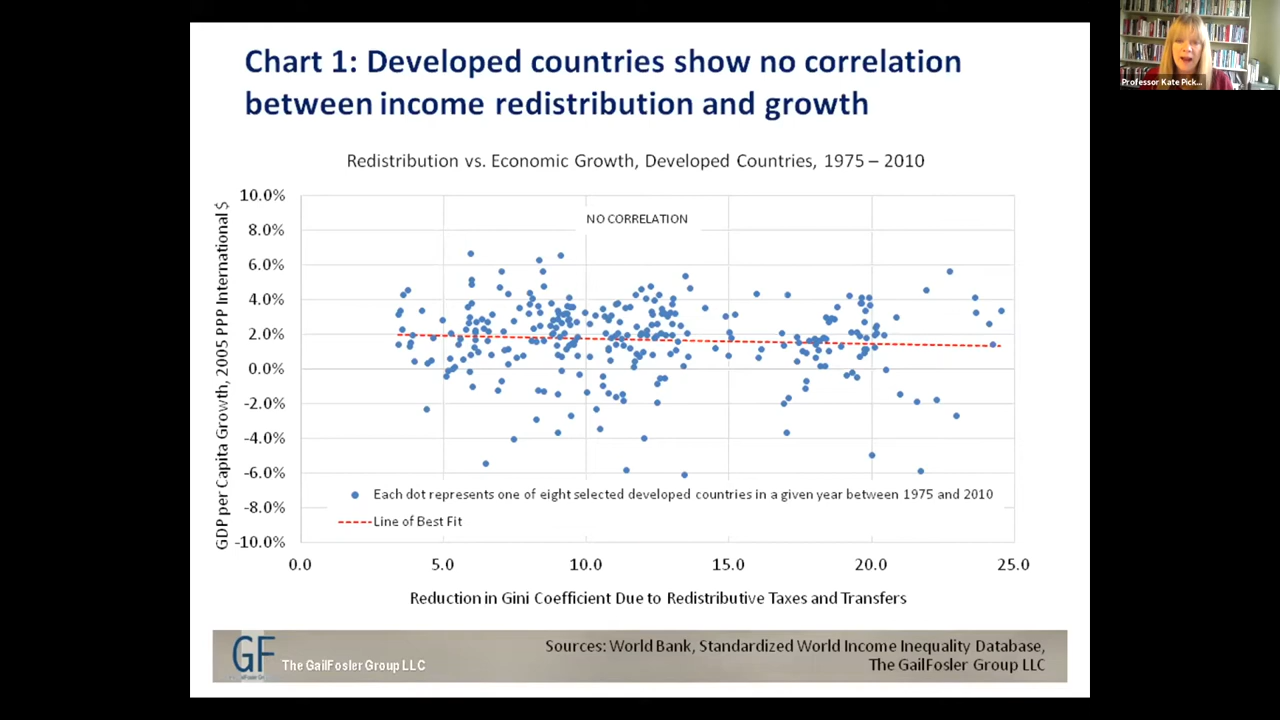 Chart 1: Developed countries show no correlation
between income redistribution and growth
Professor Kate Pick...
Redistribution vs. Economic Growth, Developed Countries, 1975 – 2010
GDP per Capita Growth, 2005 PPP International $
10.0%
8.0%
6.0%
4.0%
2.0%
0.0%
-2.0%
-4.0%
-6.0%
-8.0%
-10.0%
NO CORRELATION
Each dot represents one of eight selected developed countries in a given year between 1975 and 2010
Line of Best Fit
0.0 5.0 10.0 15.0 20.0 25.0
Reduction in Gini Coefficient Due to Redistributive Taxes and Transfers
GF
The GailFosler Group LLC
Sources: World Bank, Standardized World Income Inequality Database,
The GailFosler Group LLC